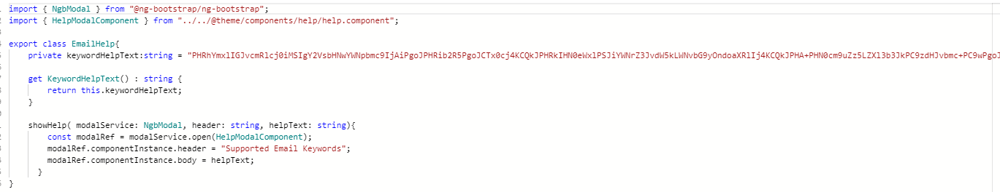 import { NgbModal } from "@ng-bootstrap/ng-bootstrap";
import { HelpModalComponent } from "../../@theme/components/help/help.component";
export class EmailHelp{
private keywordHelpText:string = "PHRhYmxlIGJvcmRlcj0iMSIgY2VsbHNwYWNpbmc9IjAiPgoJPHRib2R5PgoJCTx0cj4KCQkJPHRkIHN0eWxlPSJiYWNrZ3JvdW5kLWNvbG9yOndoaXRlIj4KCQkJPHA+PHN0cm9uZz5LZXl3b3JkPC9zdHJvbmc+PC9wPgoJ
get KeywordHelpText() : string {
return this.keywordHelpText;
}
showHelp( modalService: NgbModal, header: string, helpText: string){
const modalRef = modalService.open(HelpModalComponent);
modalRef.componentInstance.header = "Supported Email Keywords";
modalRef.componentInstance.body = helpText;
}
}